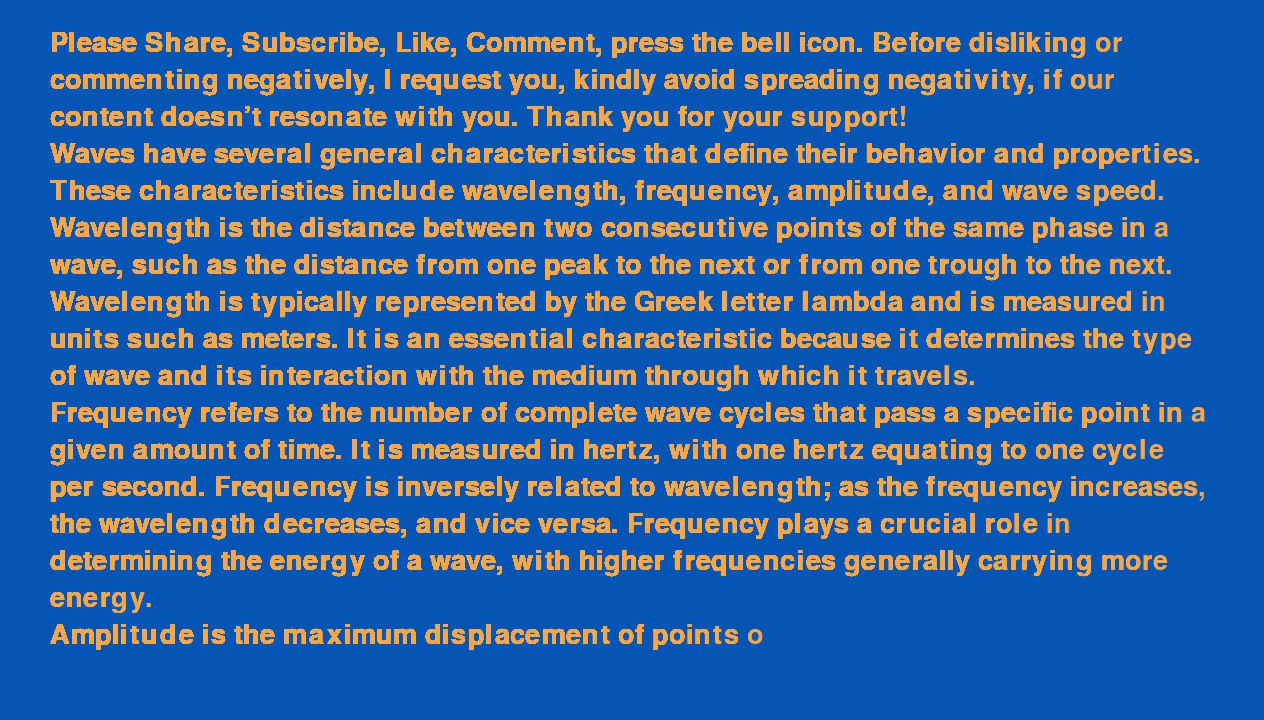 Please Share, Subscribe, Like, Comment, press the bell icon. Before disliking or
commenting negatively, I request you, kindly avoid spreading negativity, if our
content doesn’t resonate with you. Thank you for your support!
Waves have several general characteristics that define their behavior and properties.
These characteristics include wavelength, frequency, amplitude, and wave speed.
Wavelength is the distance between two consecutive points of the same phase in a
wave, such as the distance from one peak to the next or from one trough to the next.
Wavelength is typically represented by the Greek letter lambda and is measured in
units such as meters. It is an essential characteristic because it determines the type
of wave and its interaction with the medium through which it travels.
Frequency refers to the number of complete wave cycles that pass a specific point in a
given amount of time. It is measured in hertz, with one hertz equating to one cycle
per second. Frequency is inversely related to wavelength; as the frequency increases,
the wavelength decreases, and vice versa. Frequency plays a crucial role in
determining the energy of a wave, with higher frequencies generally carrying more
energy.
Amplitude is the maximum displacement of points o